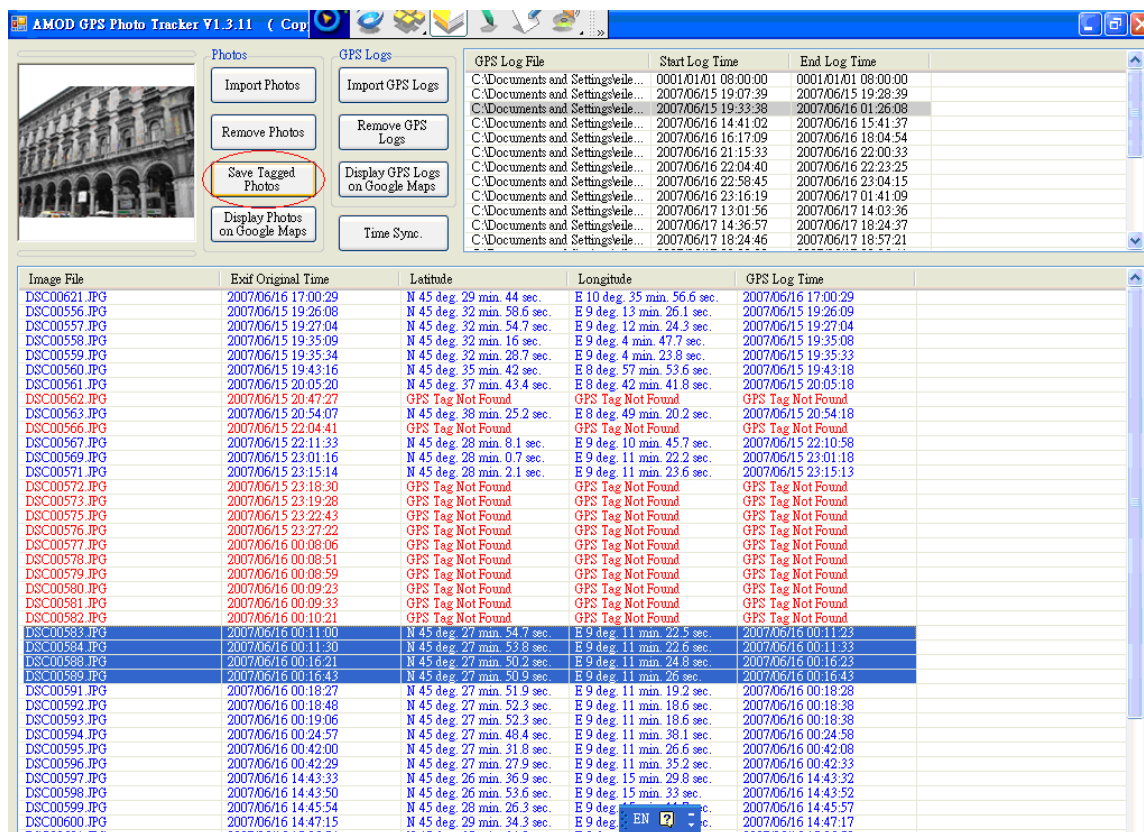 AMOD GPS Photo Tracker V1.3.11 ( Cop
Photos
Import Photos
Remove Photos
Save Tagged
Photos
Display Photos
on Google Maps
GPS Logs
Import GPS Logs
Remove GPS
Logs
Display GPS Logs
on Google Maps
Time Sync.
GPS Log File Start Log Time End Log Time
C:\Documents and Settings\eile... 0001/01/01 08:00:00 0001/01/01 08:00:00
C:\Documents and Settings\eile... 2007/06/15 19:07:39 2007/06/15 19:28:39
C:\Documents and Settings\eile... 2007/06/15 19:33:38 2007/06/16 01:26:08
C:\Documents and Settings\eile... 2007/06/16 14:41:02 2007/06/16 15:41:37
C:\Documents and Settings\eile... 2007/06/16 16:17:09 2007/06/16 18:04:54
C:\Documents and Settings\eile... 2007/06/16 21:15:33 2007/06/16 22:00:33
C:\Documents and Settings\eile... 2007/06/16 22:04:40 2007/06/16 22:23:25
C:\Documents and Settings\eile... 2007/06/16 22:58:45 2007/06/16 23:04:15
C:\Documents and Settings\eile... 2007/06/16 23:16:19 2007/06/17 01:41:09
C:\Documents and Settings\eile... 2007/06/17 13:01:56 2007/06/17 14:03:36
C:\Documents and Settings\eile... 2007/06/17 14:36:57 2007/06/17 18:24:37
C:\Documents and Settings\eile... 2007/06/17 18:24:46 2007/06/17 18:57:21
Image File Exif Original Time Latitude Longitude GPS Log Time
DSC00621.JPG 2007/06/16 17:00:29 N 45 deg. 29 min. 44 sec. E 10 deg. 35 min. 56.6 sec. 2007/06/16 17:00:29
DSC00556.JPG 2007/06/15 19:26:08 N 45 deg. 32 min. 58.6 sec. E 9 deg. 13 min. 26.1 sec. 2007/06/15 19:26:09
DSC00557.JPG 2007/06/15 19:27:04 N 45 deg. 32 min. 54.7 sec. E 9 deg. 12 min. 24.3 sec. 2007/06/15 19:27:04
DSC00558.JPG 2007/06/15 19:35:09 N 45 deg. 32 min. 16 sec. E 9 deg. 4 min. 47.7 sec. 2007/06/15 19:35:08
DSC00559.JPG 2007/06/15 19:35:34 N 45 deg. 32 min. 28.7 sec. E 9 deg. 4 min. 23.8 sec. 2007/06/15 19:35:33
DSC00560.JPG 2007/06/15 19:43:16 N 45 deg. 35 min. 42 sec. E 8 deg. 57 min. 53.6 sec. 2007/06/15 19:43:18
DSC00561.JPG 2007/06/15 20:05:20 N 45 deg. 37 min. 43.4 sec. E 8 deg. 42 min. 41.8 sec. 2007/06/15 20:05:18
DSC00562.JPG 2007/06/15 20:47:27 GPS Tag Not Found GPS Tag Not Found GPS Tag Not Found
DSC00563.JPG 2007/06/15 20:54:07 N 45 deg. 38 min. 25.2 sec. E 8 deg. 49 min. 20.2 sec. 2007/06/15 20:54:18
DSC00566.JPG 2007/06/15 22:04:41 GPS Tag Not Found GPS Tag Not Found GPS Tag Not Found
DSC00567.JPG 2007/06/15 22:11:33 N 45 deg. 28 min. 8.1 sec. E 9 deg. 10 min. 45.7 sec. 2007/06/15 22:10:58
DSC00569.JPG 2007/06/15 23:01:16 N 45 deg. 28 min. 0.7 sec. E 9 deg. 11 min. 22.2 sec. 2007/06/15 23:01:18
DSC00571.JPG 2007/06/15 23:15:14 N 45 deg. 28 min. 2.1 sec. E 9 deg. 11 min. 23.6 sec. 2007/06/15 23:15:13
DSC00572.JPG 2007/06/15 23:18:30 GPS Tag Not Found GPS Tag Not Found GPS Tag Not Found
DSC00573.JPG 2007/06/15 23:19:28 GPS Tag Not Found GPS Tag Not Found GPS Tag Not Found
DSC00575.JPG 2007/06/15 23:22:43 GPS Tag Not Found GPS Tag Not Found GPS Tag Not Found
DSC00576.JPG 2007/06/15 23:27:22 GPS Tag Not Found GPS Tag Not Found GPS Tag Not Found
DSC00577.JPG 2007/06/16 00:08:06 GPS Tag Not Found GPS Tag Not Found GPS Tag Not Found
DSC00578.JPG 2007/06/16 00:08:51 GPS Tag Not Found GPS Tag Not Found GPS Tag Not Found
DSC00579.JPG 2007/06/16 00:08:59 GPS Tag Not Found GPS Tag Not Found GPS Tag Not Found
DSC00580.JPG 2007/06/16 00:09:23 GPS Tag Not Found GPS Tag Not Found GPS Tag Not Found
DSC00581.JPG 2007/06/16 00:09:33 GPS Tag Not Found GPS Tag Not Found GPS Tag Not Found
DSC00582.JPG 2007/06/16 00:10:21 GPS Tag Not Found GPS Tag Not Found GPS Tag Not Found
DSC00583.JPG 2007/06/16 00:11:00 N 45 deg. 27 min. 54.7 sec. E 9 deg. 11 min. 22.5 sec. 2007/06/16 00:11:23
DSC00584.JPG 2007/06/16 00:11:30 N 45 deg. 27 min. 53.8 sec. E 9 deg. 11 min. 22.6 sec. 2007/06/16 00:11:33
DSC00588.JPG 2007/06/16 00:16:21 N 45 deg. 27 min. 50.2 sec. E 9 deg. 11 min. 24.8 sec. 2007/06/16 00:16:23
DSC00589.JPG 2007/06/16 00:16:43 N 45 deg. 27 min. 50.9 sec. E 9 deg. 11 min. 26 sec. 2007/06/16 00:16:43
DSC00591.JPG 2007/06/16 00:18:27 N 45 deg. 27 min. 51.9 sec. E 9 deg. 11 min. 19.2 sec. 2007/06/16 00:18:28
DSC00592.JPG 2007/06/16 00:18:48 N 45 deg. 27 min. 52.3 sec. E 9 deg. 11 min. 18.6 sec. 2007/06/16 00:18:38
DSC00593.JPG 2007/06/16 00:19:06 N 45 deg. 27 min. 52.3 sec. E 9 deg. 11 min. 18.6 sec. 2007/06/16 00:18:38
DSC00594.JPG 2007/06/16 00:24:57 N 45 deg. 27 min. 48.4 sec. E 9 deg. 11 min. 38.1 sec. 2007/06/16 00:24:58
DSC00595.JPG 2007/06/16 00:42:00 N 45 deg. 27 min. 31.8 sec. E 9 deg. 11 min. 26.6 sec. 2007/06/16 00:42:08
DSC00596.JPG 2007/06/16 00:42:29 N 45 deg. 27 min. 27.9 sec. E 9 deg. 11 min. 35.2 sec. 2007/06/16 00:42:33
DSC00597.JPG 2007/06/16 14:43:33 N 45 deg. 26 min. 36.9 sec. E 9 deg. 15 min. 29.8 sec. 2007/06/16 14:43:32
DSC00598.JPG 2007/06/16 14:43:50 N 45 deg. 26 min. 53.6 sec. E 9 deg. 15 min. 33 sec. 2007/06/16 14:43:52
DSC00599.JPG 2007/06/16 14:45:54 N 45 deg. 28 min. 26.3 sec. E 9 deg. 2007/06/16 14:45:57
DSC00600.JPG 2007/06/16 14:47:15 N 45 deg. 29 min. 34.3 sec. E 9 deg. 2007/06/16 14:47:17
EN